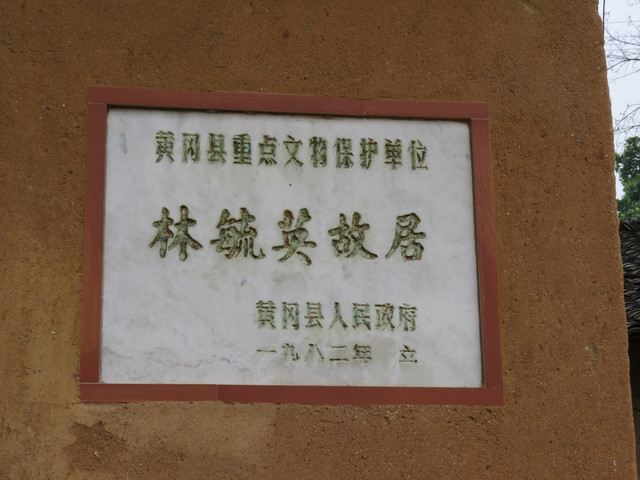 黄冈县重点文物保护单位
林毓英故居
黄冈县人民政府
一九八二年 立